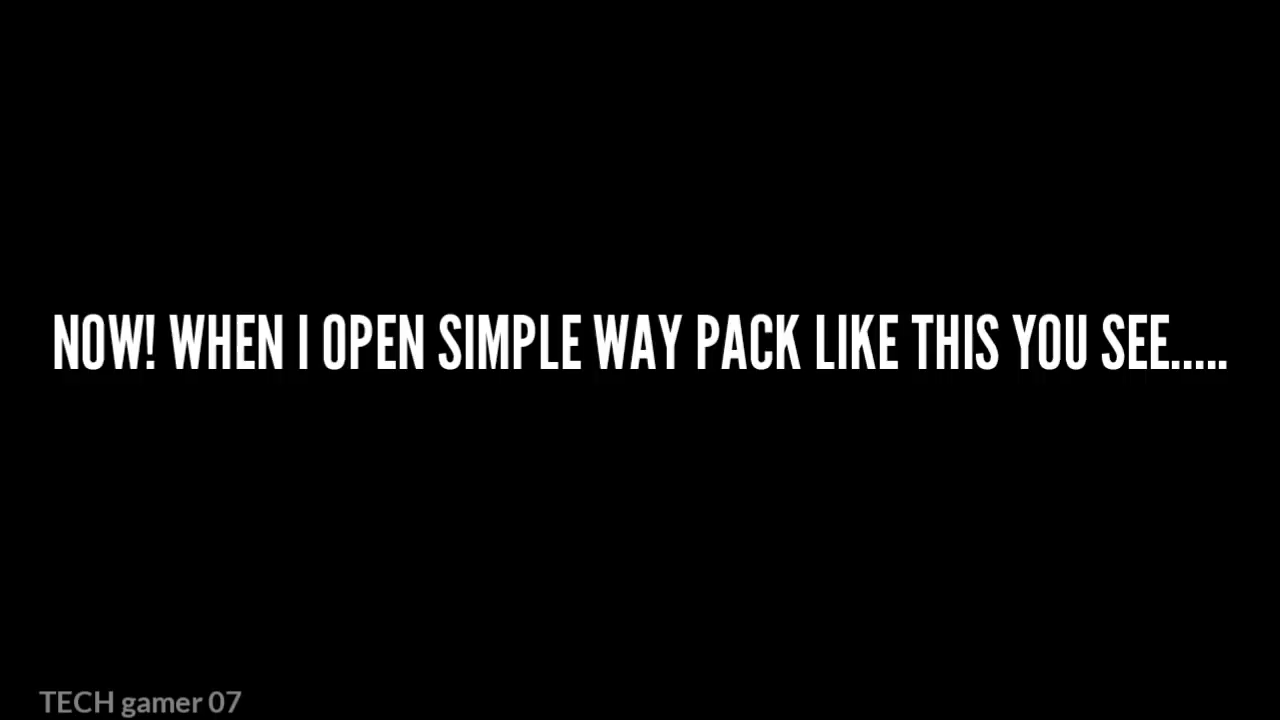 NOW! WHEN I OPEN SIMPLE WAY PACK LIKE THIS YOU SEE.....
TECH gamer 07